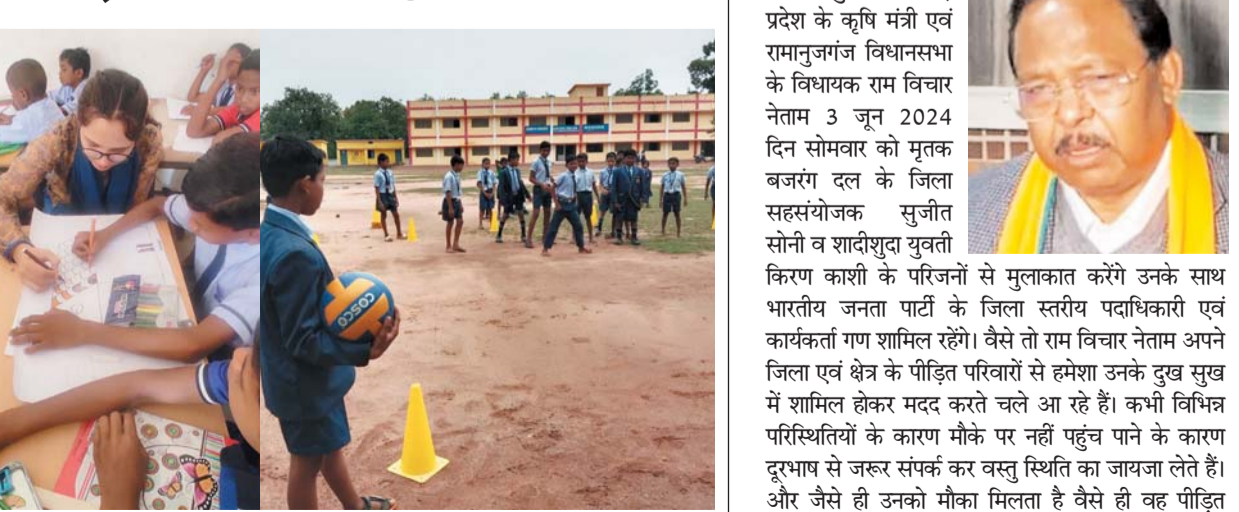 COSCO
प्रदेश के कृषि मंत्री एवं
रामानुजगंज विधानसभा
के विधायक राम विचार
नेताम 3 जून 2024
दिन सोमवार को मृतक
बजरंग दल के जिला
सहसंयोजक सुजीत
सोनी व शादीशुदा युवती
किरण काशी के परिजनों से मुलाकात करेंगे उनके साथ
भारतीय जनता पार्टी के जिला स्तरीय पदाधिकारी एवं
कार्यकर्ता गण शामिल रहेंगे। वैसे तो राम विचार नेताम अपने
जिला एवं क्षेत्र के पीड़ित परिवारों से हमेशा उनके दुख सुख
में शामिल होकर मदद करते चले आ रहे हैं। कभी विभिन्न
परिस्थितियों के कारण मौके पर नहीं पहुंच पाने के कारण
दूरभाष से जरूर संपर्क कर वस्तु स्थिति का जायजा लेते हैं।
और जैसे ही उनको मौका मिलता है वैसे ही वह पीड़ित